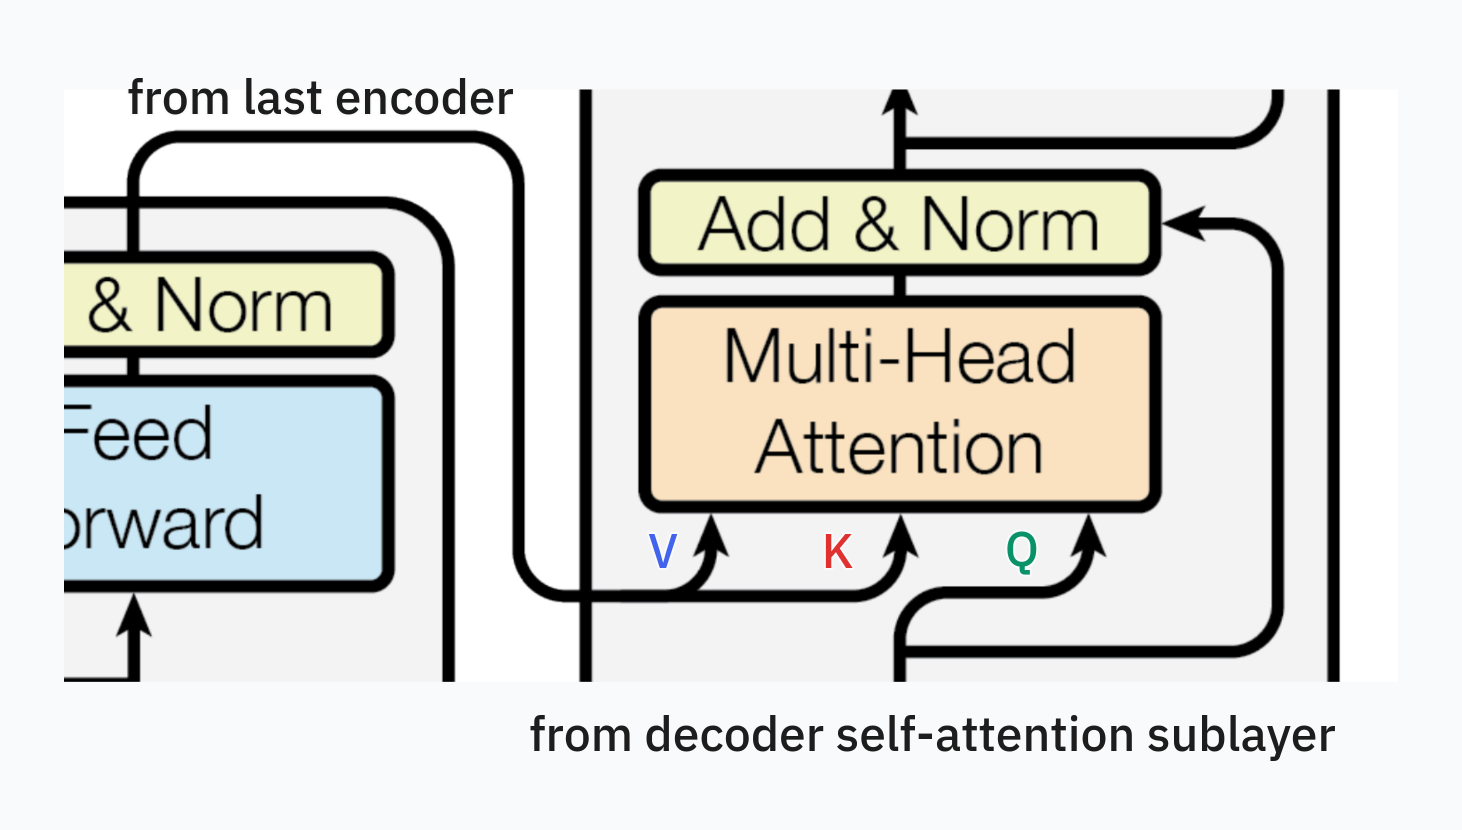 from last encoder
Add & Norm
& Norm
Multi-Head
Attention
Feed
orward
V
K
Q
from decoder self-attention sublayer